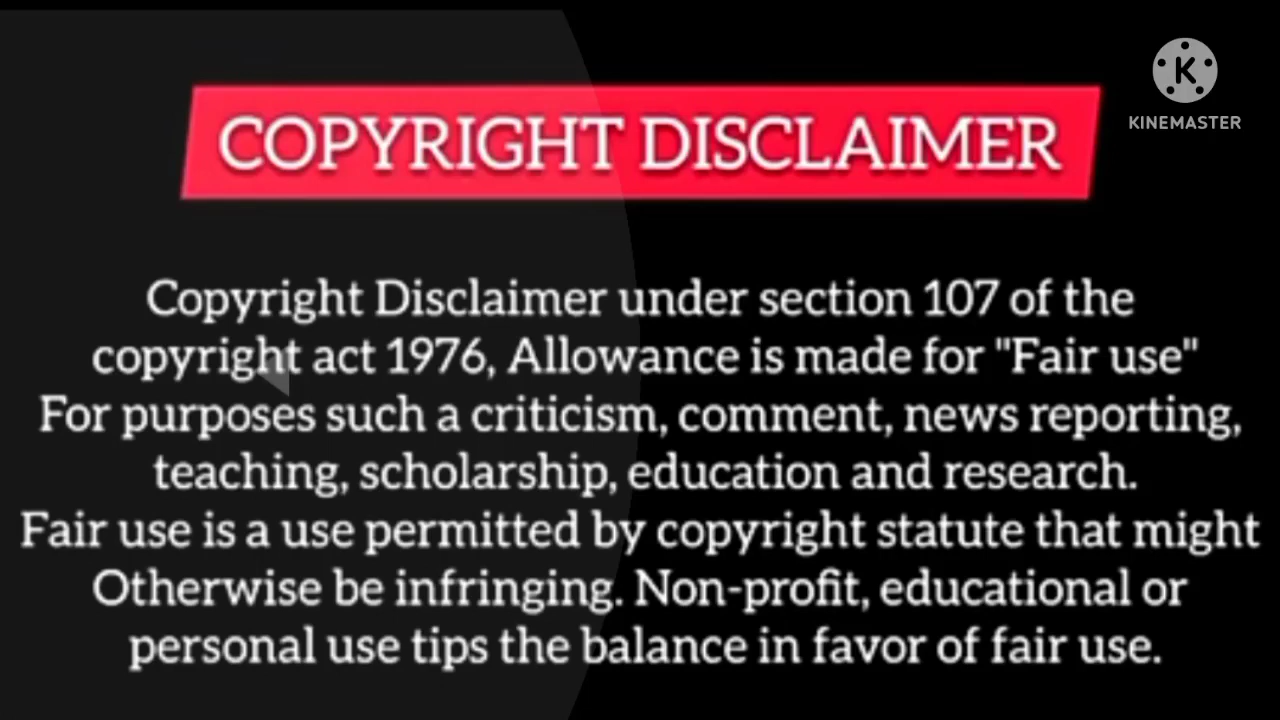 COPYRIGHT DISCLAIMER
K
KINEMASTER
Copyright Disclaimer under section 107 of the
copyright act 1976, Allowance is made for "Fair use"
For purposes such a criticism, comment, news reporting,
teaching, scholarship, education and research.
Fair use is a use permitted by copyright statute that might
Otherwise be infringing. Non-profit, educational or
personal use tips the balance in favor of fair use.